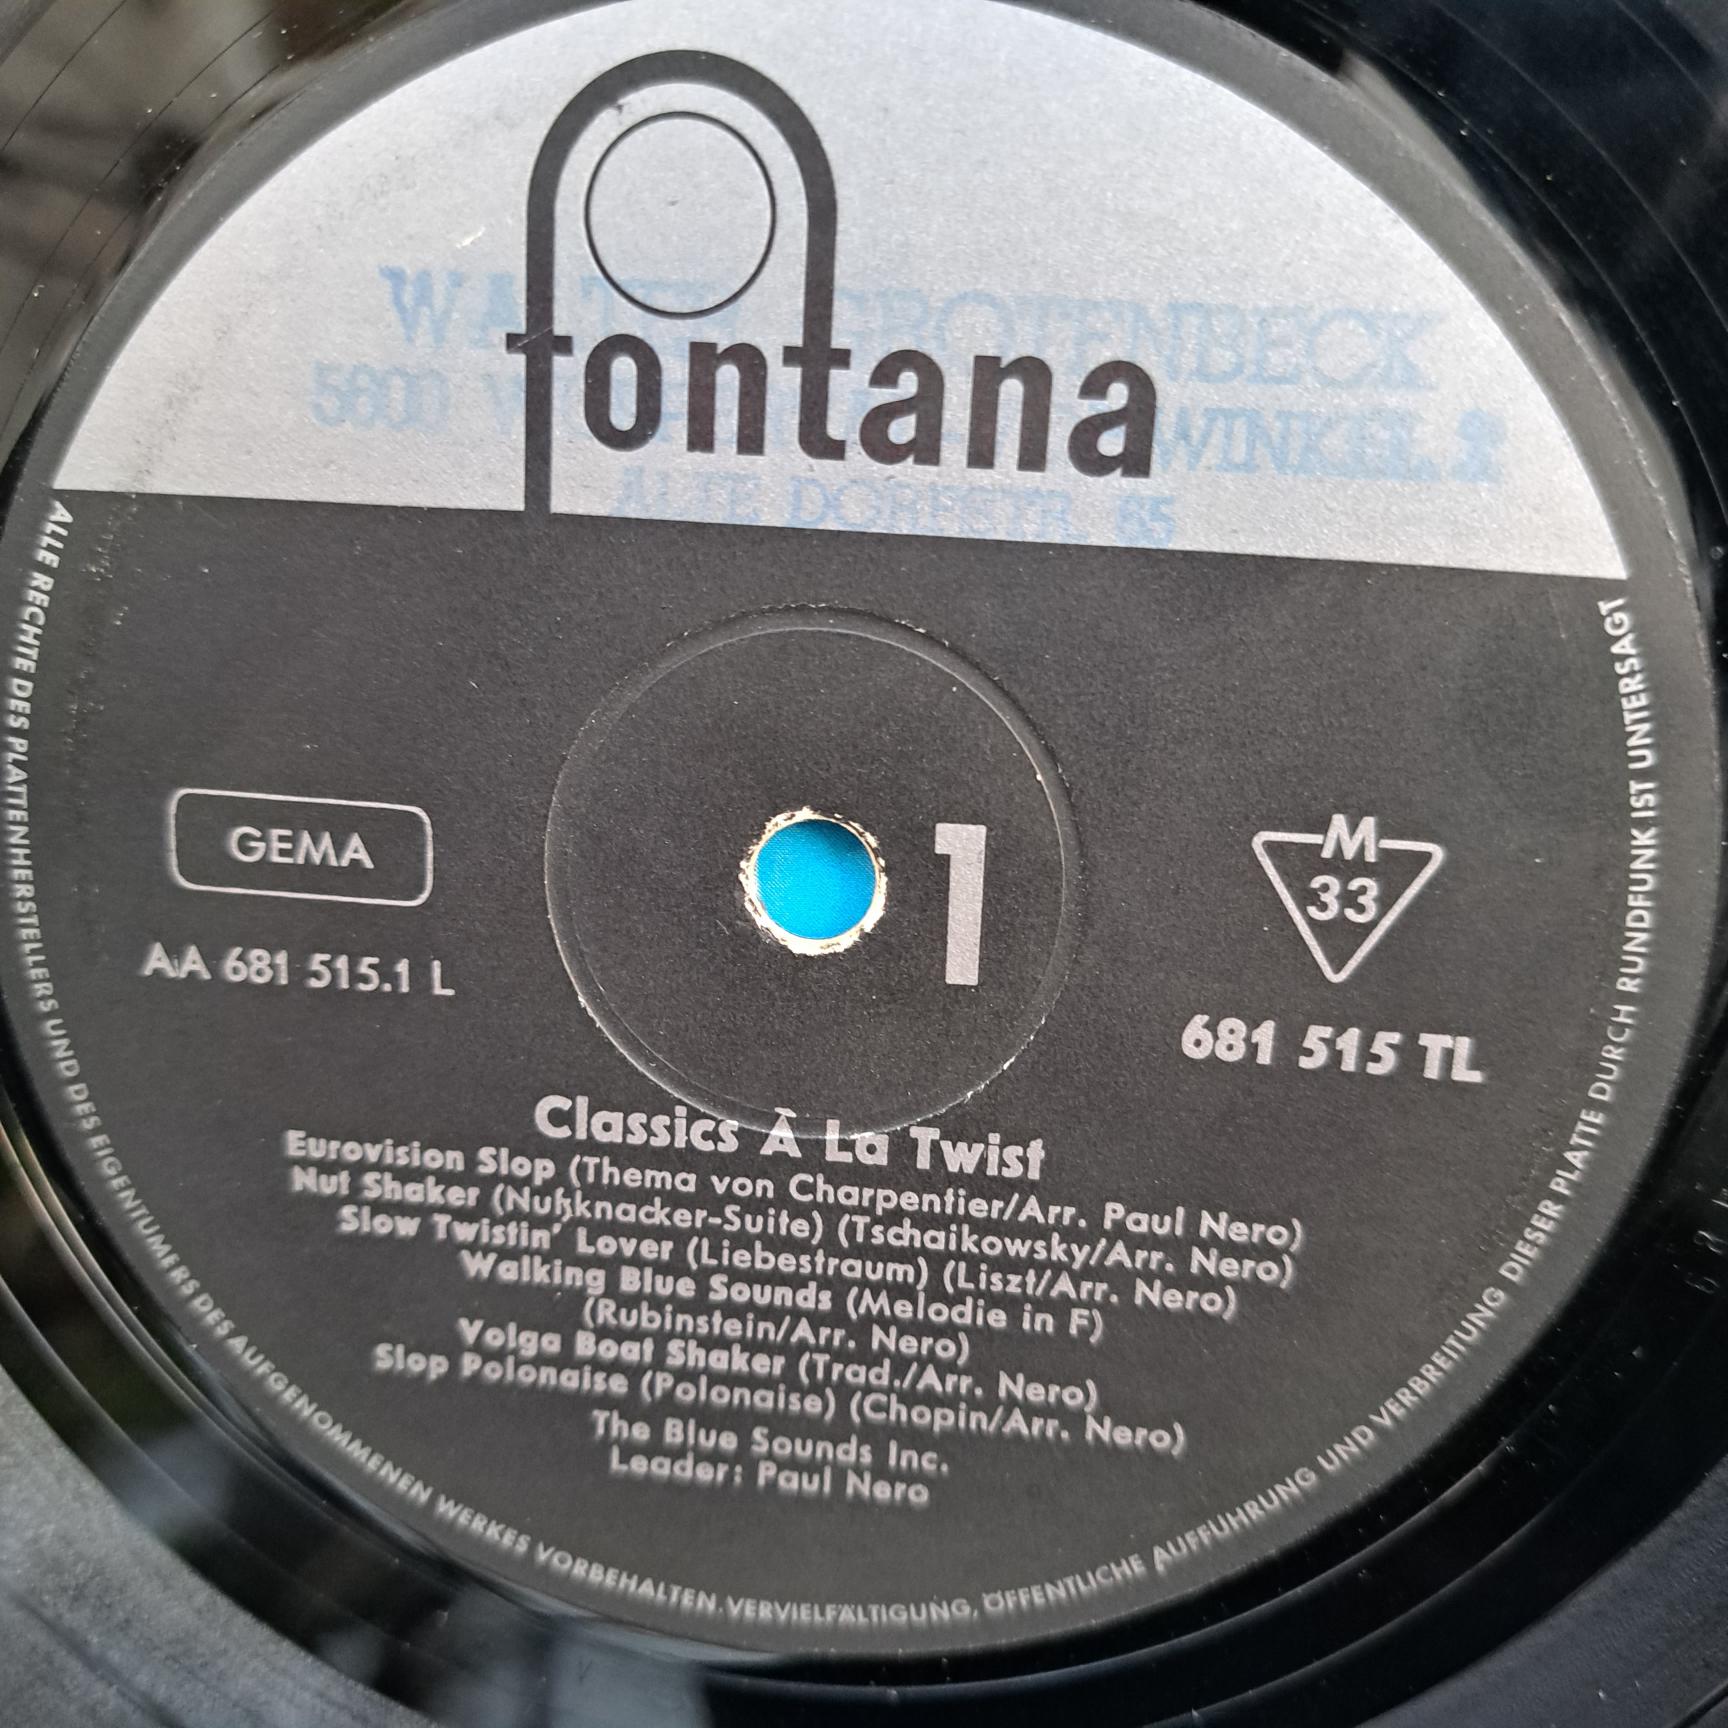 fontana
GROTENBECK
5600
WINKEL 2
ALTE DORFSTR. 65
GEMA
1
M
33
AA 681 515.1 L
681 515 TL
Classics À La Twist
Eurovision Slop (Thema von Charpentier/Arr. Paul Nero)
Nut Shaker (Nußknacker-Suite) (Tschaikowsky/Arr. Nero)
Slow Twistin' Lover (Liebestraum) (Liszt/Arr. Nero)
Walking Blue Sounds (Melodie in F)
(Rubinstein/Arr. Nero)
Volga Boat Shaker (Trad./Arr. Nero)
Slop Polonaise (Polonaise) (Chopin/Arr. Nero)
The Blue Sounds Inc.
Leader: Paul Nero
ALLE RECHTE DES PLATTENHERSTELLERS UND DES EIGENTÜMERS DES AUFGENOMMENEN WERKES VORBEHALTEN. VERVIELFÄLTIGUNG, ÖFFENTLICHE AUFFÜHRUNG UND VERBREITUNG DIESER PLATTE DURCH RUNDFUNK IST UNTERSAGT